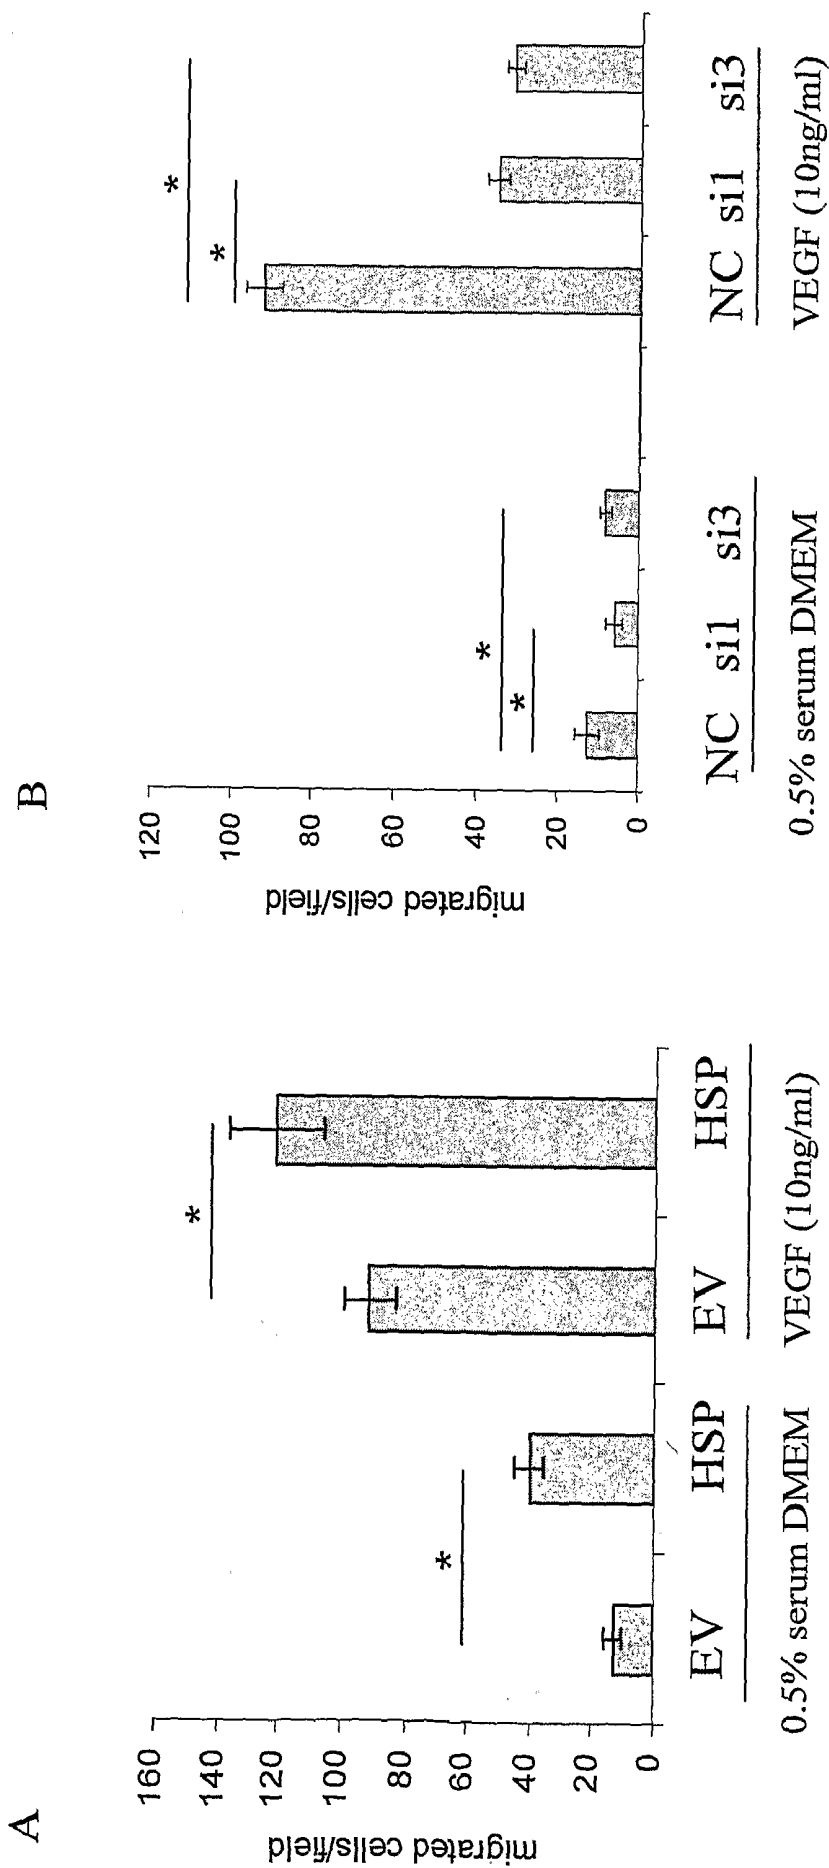 A
migrated cells/field
160
140
120
100
80
60
40
20
0
*
*
EV HSP EV HSP
0.5% serum DMEM VEGF (10ng/ml)
B
migrated cells/field
120
100
80
60
40
20
0
*
*
*
*
NC si1 si3 NC si1 si3
0.5% serum DMEM VEGF (10ng/ml)